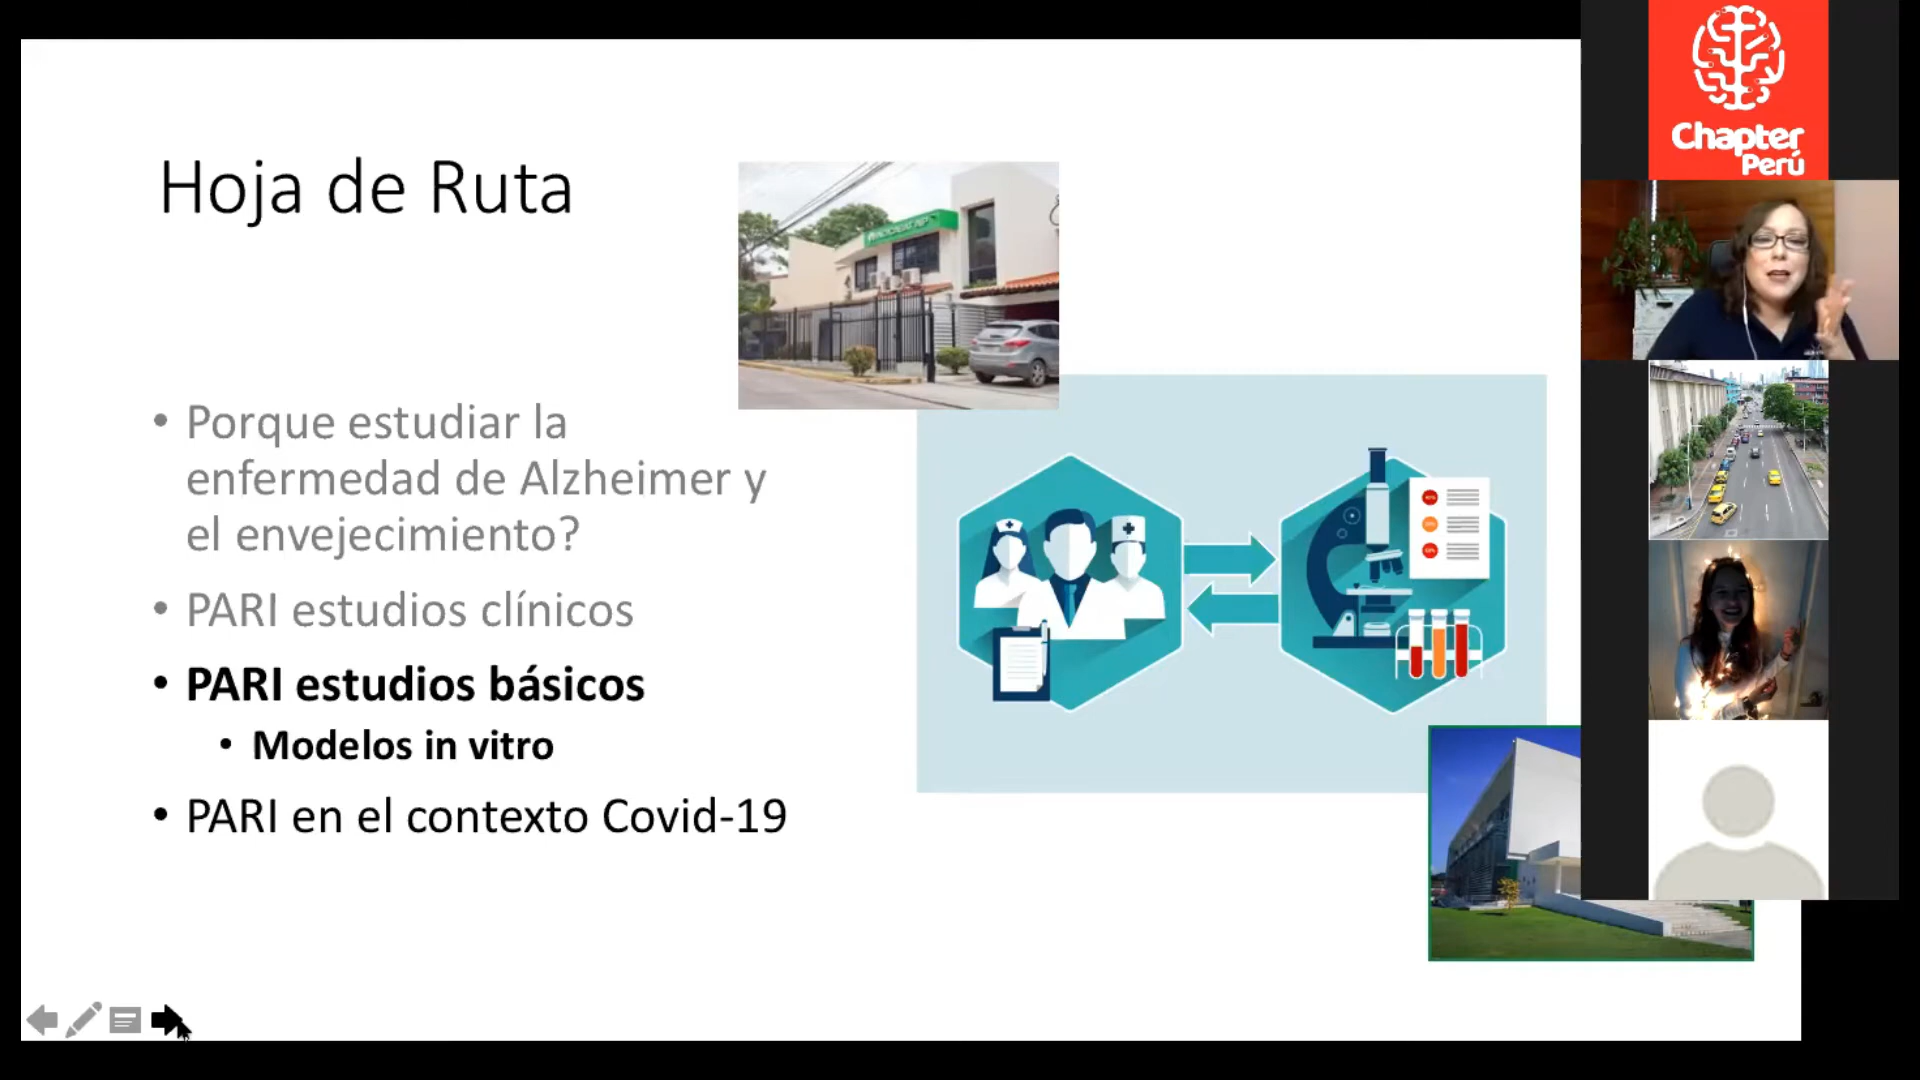 Hoja de Ruta
• Porque estudiar la
enfermedad de Alzheimer y
el envejecimiento?
• PARI estudios clínicos
• PARI estudios básicos
• Modelos in vitro
• PARI en el contexto Covid-19
Chapter
Perú